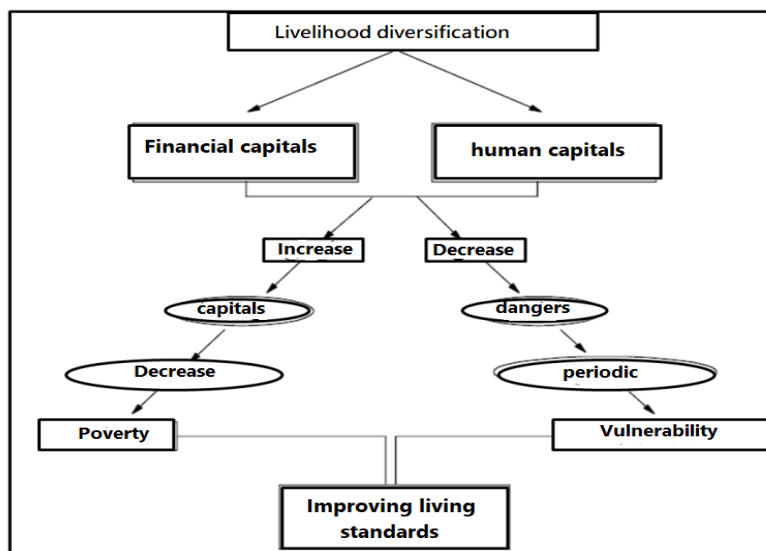 Livelihood diversification
Financial capitals
human capitals
Increase
Decrease
capitals
dangers
Decrease
periodic
Poverty
Vulnerability
Improving living
standards